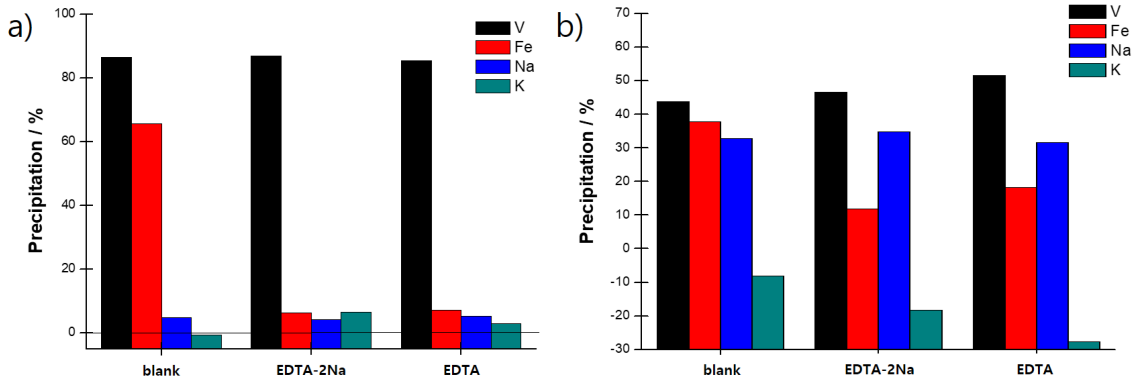 a)
Precipitation / %
100
80
60
40
20
0
V
Fe
Na
K
blank
EDTA-2Na
EDTA
b)
Precipitation / %
70
60
50
40
30
20
10
0
-10
-20
-30
V
Fe
Na
K
blank
EDTA-2Na
EDTA